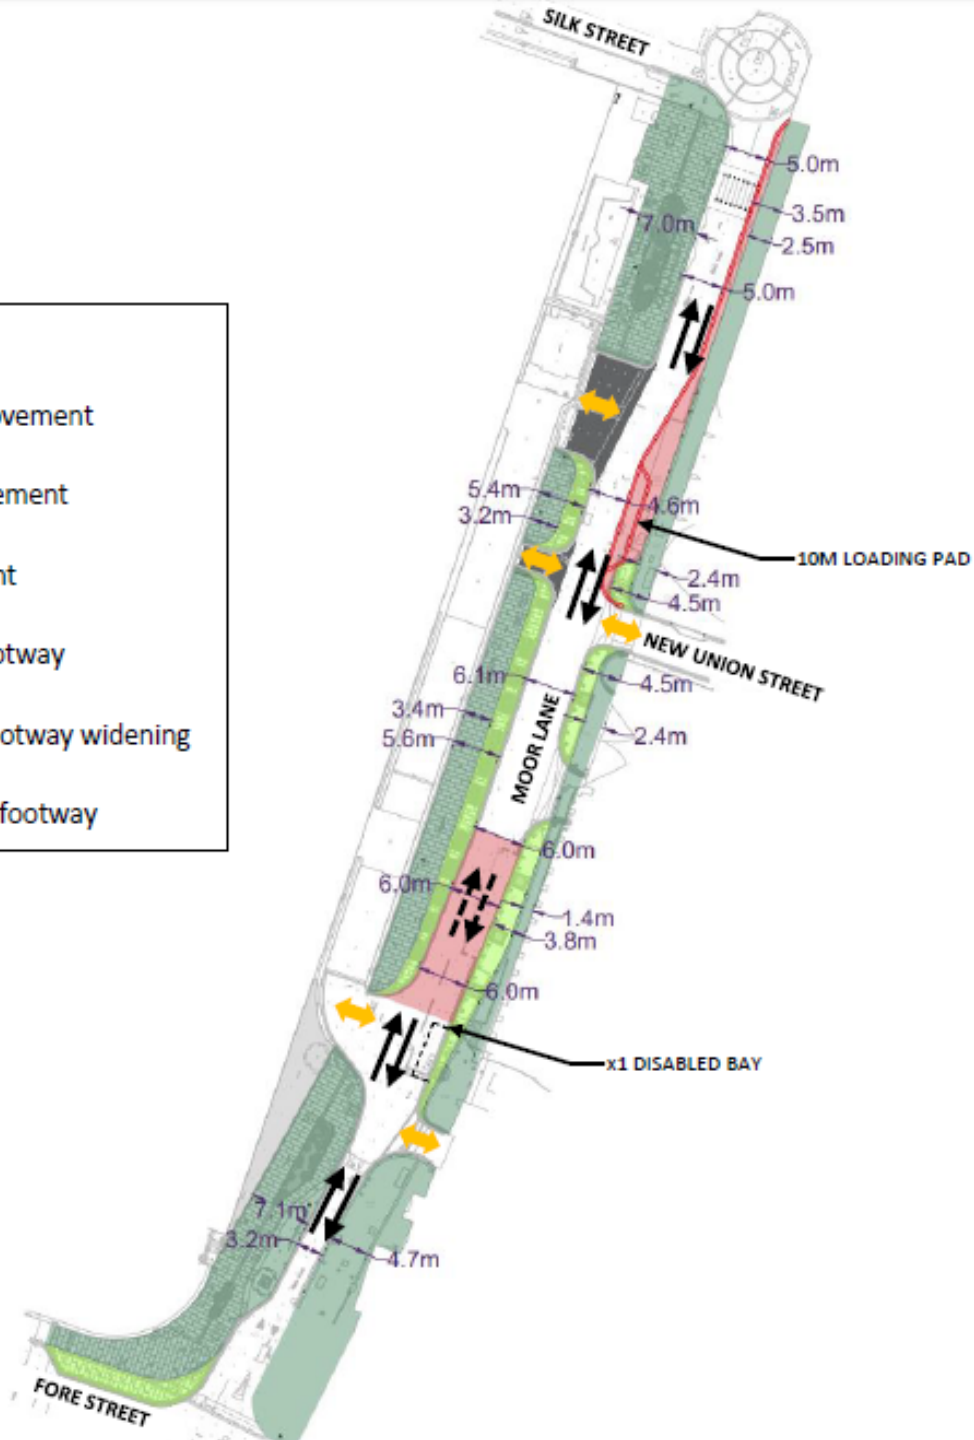 SILK STREET
5.0m
3.5m
7.0m
2.5m
5.0m
5.4m
4.6m
3.2m
10M LOADING PAD
2.4m
4.5m
NEW UNION STREET
6.1m
4.5m
3.4m
5.6m
2.4m
MOOR LANE
6.0m
6.0m
1.4m
3.8m
6.0m
x1 DISABLED BAY
7.1m
3.2m
4.7m
FORE STREET
ovement
ement
nt
otway
otway widening
footway